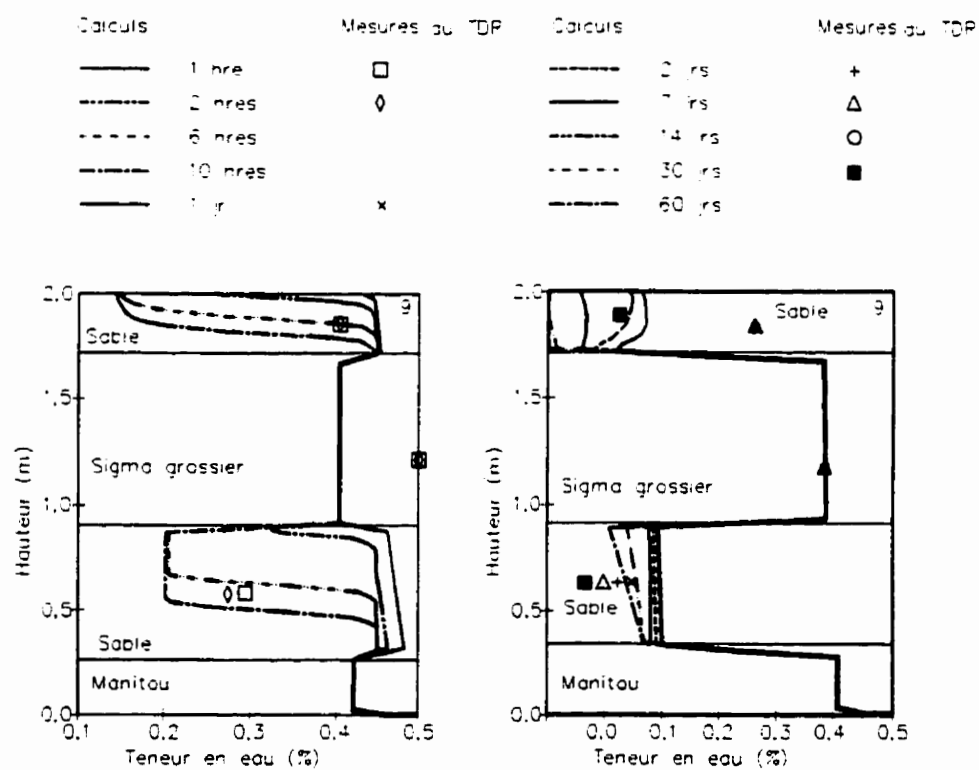 Calculs Mesures au TDR Calculs Mesures au TDR
1 hre 2 jrs
2 hres 7 jrs
6 hres 14 jrs
10 hres 30 jrs
1 jr 60 jrs
2.0 9
Sable
1.5
Sigma grossier
1.0
0.5
Sable
Manitou
0.0
0.1 0.2 0.3 0.4 0.5
Hauteur (m)
Teneur en eau (%)
2.0 Sable 9
1.5
Sigma grossier
1.0
0.5
Sable
Manitou
0.0
0.0 0.1 0.2 0.3 0.4 0.5
Hauteur (m)
Teneur en eau (%)